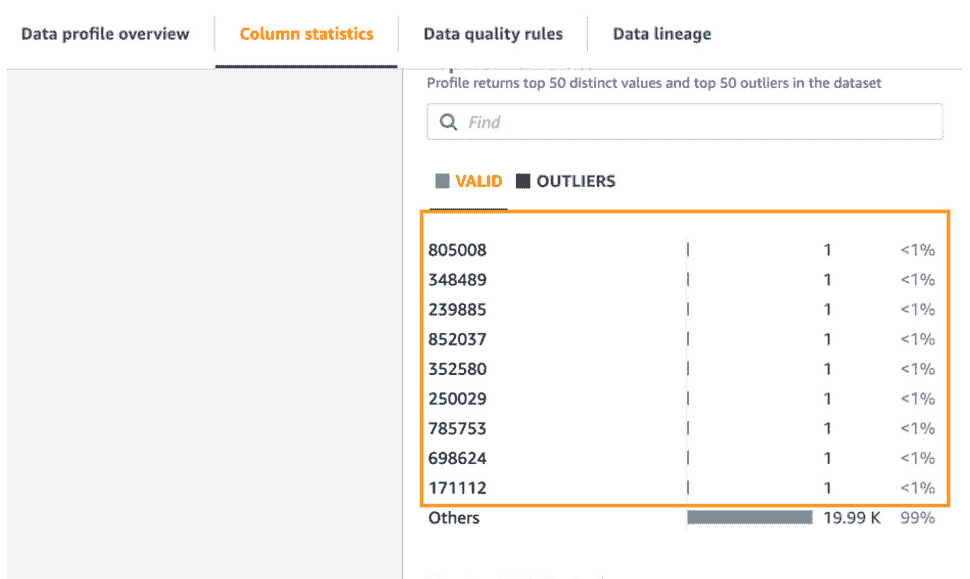 Data profile overview Column statistics Data quality rules Data lineage
Profile returns top 50 distinct values and top 50 outliers in the dataset
Find
VALID OUTLIERS
805008 1 <1%
348489 1 <1%
239885 1 <1%
852037 1 <1%
352580 1 <1%
250029 1 <1%
785753 1 <1%
698624 1 <1%
171112 1 <1%
Others 19.99 K 99%